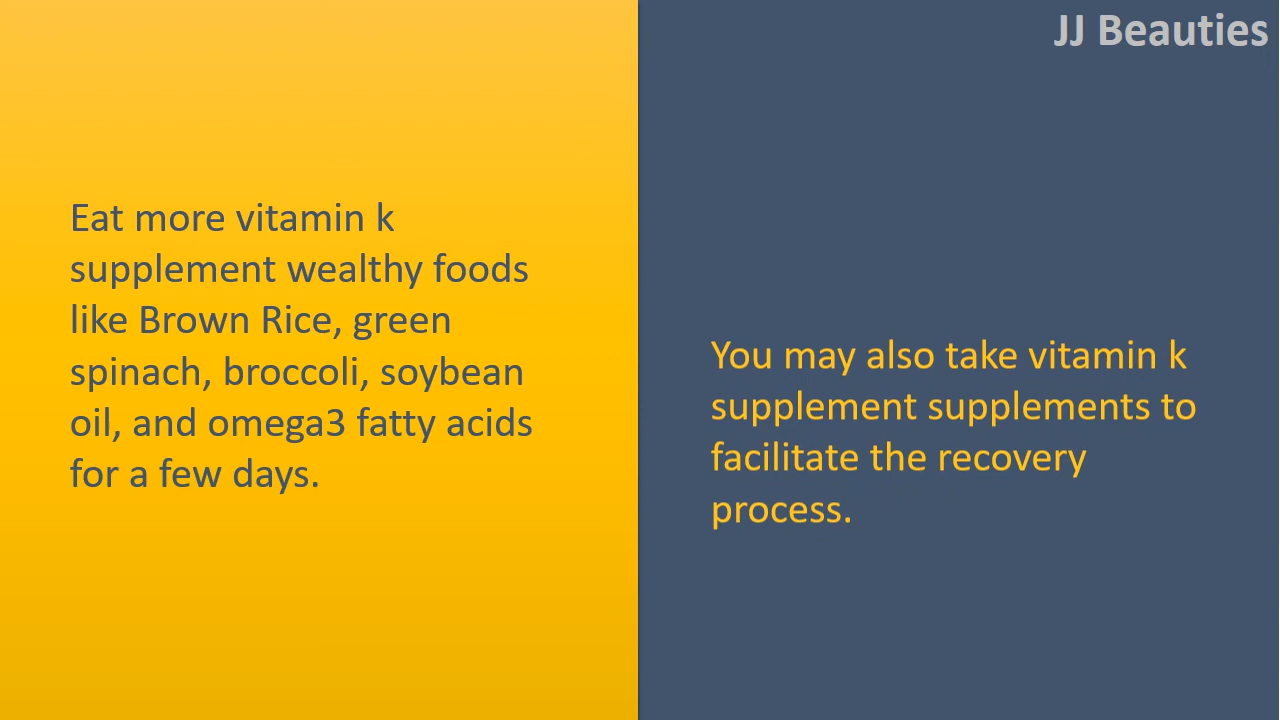 JJ Beauties
Eat more vitamin k
supplement wealthy foods
like Brown Rice, green
spinach, broccoli, soybean
oil, and omega3 fatty acids
for a few days.
You may also take vitamin k
supplement supplements to
facilitate the recovery
process.